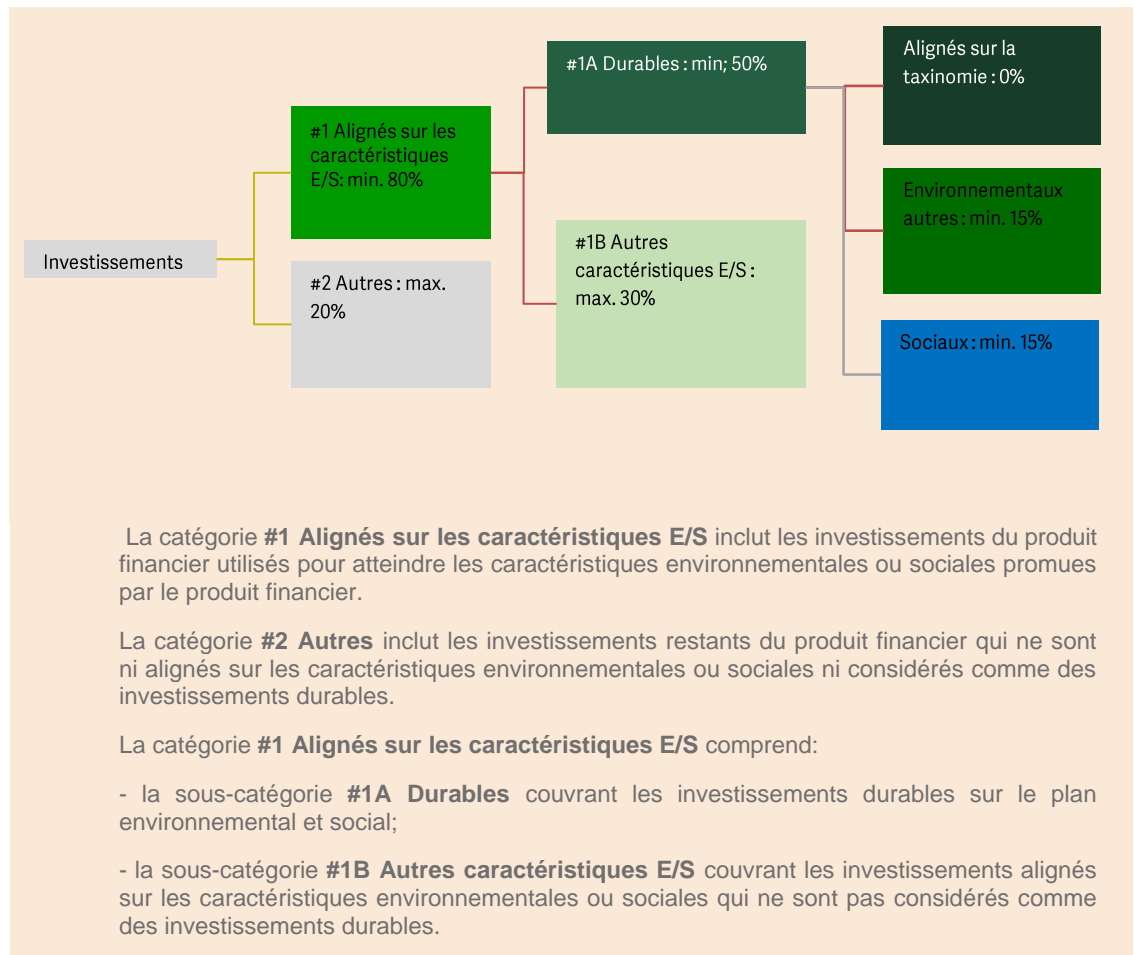 Investissements
#1 Alignés sur les
caractéristiques
E/S: min. 80%
#2 Autres : max.
20%
#1A Durables : min; 50%
#1B Autres
caractéristiques E/S :
max. 30%
Alignés sur la
taxinomie : 0%
Environnementaux
autres : min. 15%
Sociaux : min. 15%
La catégorie #1 Alignés sur les caractéristiques E/S inclut les investissements du produit
financier utilisés pour atteindre les caractéristiques environnementales ou sociales promues
par le produit financier.
La catégorie #2 Autres inclut les investissements restants du produit financier qui ne sont
ni alignés sur les caractéristiques environnementales ou sociales ni considérés comme des
investissements durables.
La catégorie #1 Alignés sur les caractéristiques E/S comprend:
- la sous-catégorie #1A Durables couvrant les investissements durables sur le plan
environnemental et social;
- la sous-catégorie #1B Autres caractéristiques E/S couvrant les investissements alignés
sur les caractéristiques environnementales ou sociales qui ne sont pas considérés comme
des investissements durables.